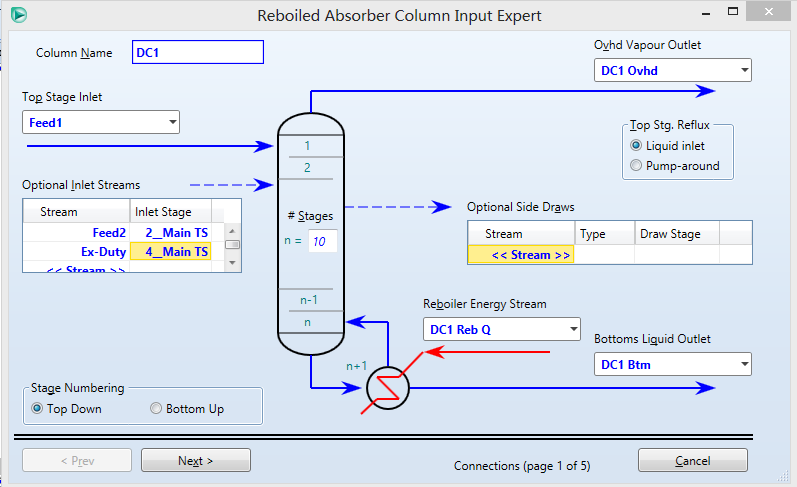 Reboiled Absorber Column Input Expert
Column Name
DC1
Ovhd Vapour Outlet
DC1 Ovhd
Top Stage Inlet
Feed1
Top Stg. Reflux
Liquid inlet
Pump-around
1
2
Optional Inlet Streams
Stream Inlet Stage
Feed2 2__Main TS
Ex-Duty 4__Main TS
<< Stream >>
# Stages
n = 10
Optional Side Draws
Stream Type Draw Stage
<< Stream >>
n-1
n
Reboiler Energy Stream
DC1 Reb Q
Bottoms Liquid Outlet
DC1 Btm
n+1
Stage Numbering
Top Down Bottom Up
< Prev Next > Connections (page 1 of 5) Cancel